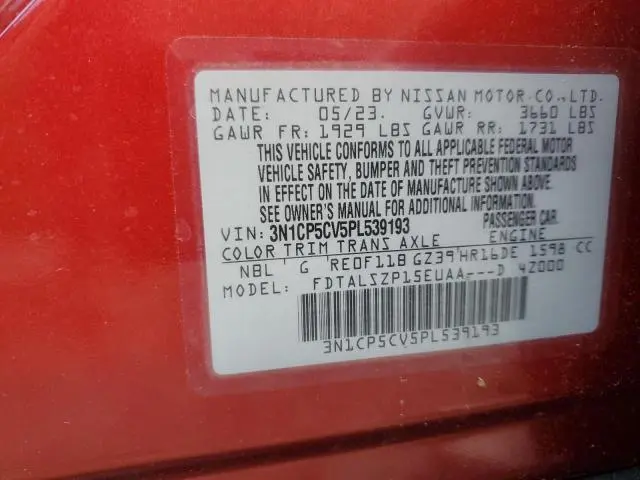 MANUFACTURED BY NISSAN MOTOR CO., LTD.
DATE: 05/23. GVWR: 3660 LBS
GAWR FR: 1929 LBS GAWR RR: 1731 LBS
THIS VEHICLE CONFORMS TO ALL APPLICABLE FEDERAL MOTOR
VEHICLE SAFETY, BUMPER AND THEFT PREVENTION STANDARDS
IN EFFECT ON THE DATE OF MANUFACTURE SHOWN ABOVE.
SEE OWNER'S MANUAL FOR ADDITIONAL INFORMATION.
VIN: 3N1CP5CV5PL539193 PASSENGER CAR.
COLOR TRIM TRANS AXLE ENGINE
NBL G RE0F11B GZ39 HR16DE 1598 CC
MODEL: FDTALSZP15EUAA---D 4Z000
3N1CP5CV5PL539193